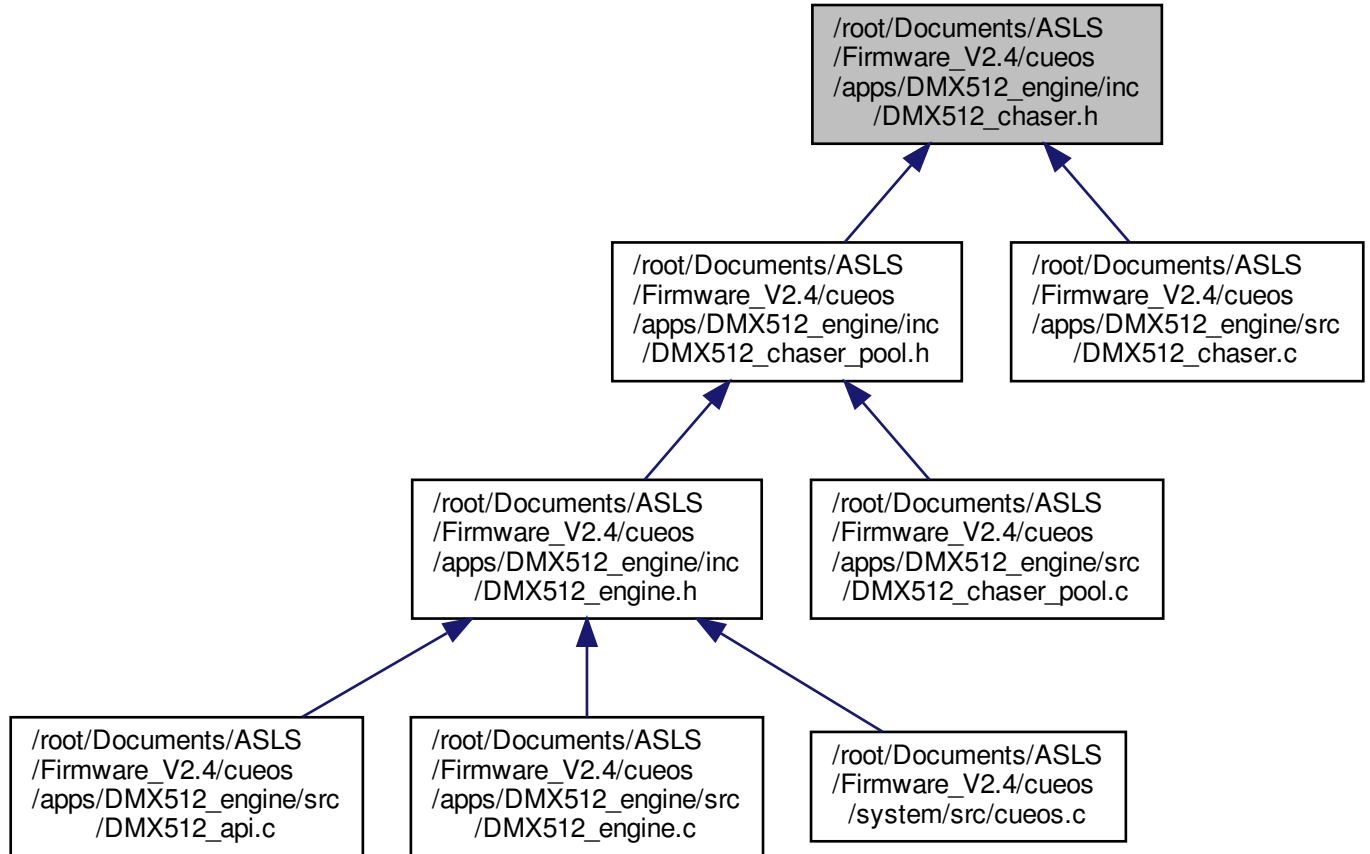 /root/Documents/ASLS
/Firmware_V2.4/cueos
/apps/DMX512_engine/inc
/DMX512_chaser.h
/root/Documents/ASLS
/Firmware_V2.4/cueos
/apps/DMX512_engine/inc
/DMX512_chaser_pool.h
/root/Documents/ASLS
/Firmware_V2.4/cueos
/apps/DMX512_engine/src
/DMX512_chaser.c
/root/Documents/ASLS
/Firmware_V2.4/cueos
/apps/DMX512_engine/inc
/DMX512_engine.h
/root/Documents/ASLS
/Firmware_V2.4/cueos
/apps/DMX512_engine/src
/DMX512_chaser_pool.c
/root/Documents/ASLS
/Firmware_V2.4/cueos
/apps/DMX512_engine/src
/DMX512_api.c
/root/Documents/ASLS
/Firmware_V2.4/cueos
/apps/DMX512_engine/src
/DMX512_engine.c
/root/Documents/ASLS
/Firmware_V2.4/cueos
/system/src/cueos.c